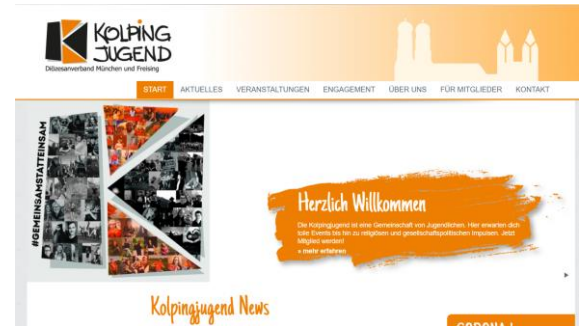 KOLPING
JUGEND
Diözesanverband München und Freising
START AKTUELLES VERANSTALTUNGEN ENGAGEMENT ÜBER UNS FÜR MITGLIEDER KONTAKT
#GEMEINSAMSTATTEINSAM
Herzlich Willkommen
Die Kolpingjugend ist eine Gemeinschaft von Jugendlichen. Hier erwarten dich
tolle Events bis hin zu religiösen und gesellschaftspolitischen Impulsen. Jetzt
Mitglied werden!
» mehr erfahren
Kolpingjugend News